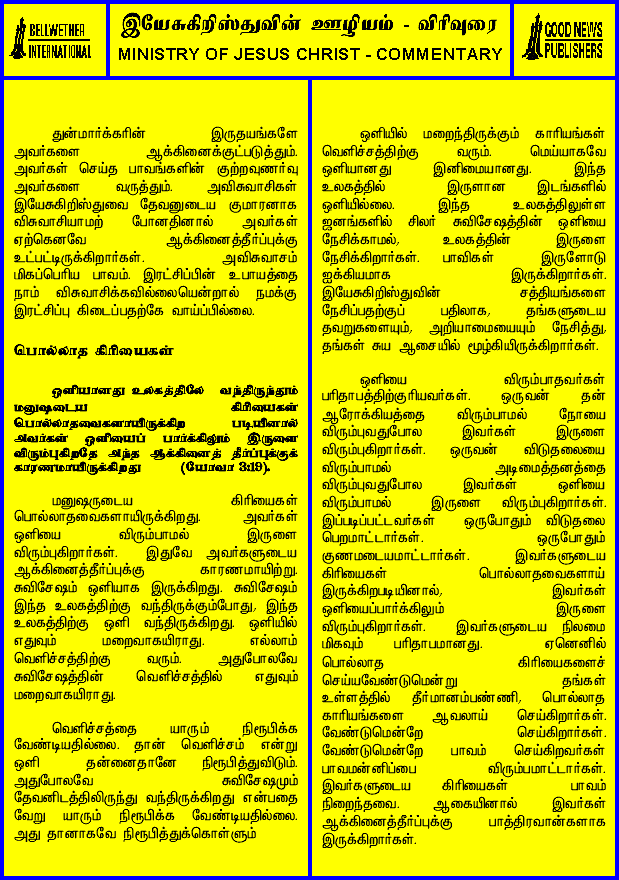 BELLWETHER
INTERNATIONAL
இயேசுகிறிஸ்துவின் ஊழியம் - விரிவுரை
MINISTRY OF JESUS CHRIST - COMMENTARY
GOOD NEWS
PUBLISHERS
துன்மார்க்கரின் இருதயங்களே
அவர்களை ஆக்கினைக்குட்படுத்தும்.
அவர்கள் செய்த பாவங்களின் குற்றவுணர்வு
அவர்களை வருத்தும். அவிசுவாசிகள்
இயேசுகிறிஸ்துவை தேவனுடைய குமாரனாக
விசுவாசியாமற் போனதினால் அவர்கள்
ஏற்கெனவே ஆக்கினைத்தீர்ப்புக்கு
உட்பட்டிருக்கிறார்கள். அவிசுவாசம்
மிகப்பெரிய பாவம். இரட்சிப்பின் உபாயத்தை
நாம் விசுவாசிக்கவில்லையென்றால் நமக்கு
இரட்சிப்பு கிடைப்பதற்கே வாய்ப்பில்லை.
பொல்லாத கிரியைகள்
ஒளியானது உலகத்திலே வந்திருந்தும்
மனுஷருடைய கிரியைகள்
பொல்லாதவைகளாயிருக்கிற படியினால்
அவர்கள் ஒளியைப் பார்க்கிலும் இருளை
விரும்புகிறதே அந்த ஆக்கினைத் தீர்ப்புக்குக்
காரணமாயிருக்கிறது (யோவா 3:19).
மனுஷருடைய கிரியைகள்
பொல்லாதவைகளாயிருக்கிறது. அவர்கள்
ஒளியை விரும்பாமல் இருளை
விரும்புகிறார்கள். இதுவே அவர்களுடைய
ஆக்கினைத்தீர்ப்புக்கு காரணமாயிற்று.
சுவிசேஷம் ஒளியாக இருக்கிறது. சுவிசேஷம்
இந்த உலகத்திற்கு வந்திருக்கும்போது, இந்த
உலகத்திற்கு ஒளி வந்திருக்கிறது. ஒளியில்
எதுவும் மறைவாகயிராது. எல்லாம்
வெளிச்சத்திற்கு வரும். அதுபோலவே
சுவிசேஷத்தின் வெளிச்சத்தில் எதுவும்
மறைவாகயிராது.
வெளிச்சத்தை யாரும் நிரூபிக்க
வேண்டியதில்லை. தான் வெளிச்சம் என்று
ஒளி தன்னைதானே நிரூபித்துவிடும்.
அதுபோலவே சுவிசேஷமும்
தேவனிடத்திலிருந்து வந்திருக்கிறது என்பதை
வேறு யாரும் நிரூபிக்க வேண்டியதில்லை.
அது தானாகவே நிரூபித்துக்கொள்ளும்
ஒளியில் மறைந்திருக்கும் காரியங்கள்
வெளிச்சத்திற்கு வரும். மெய்யாகவே
ஒளியானது இனிமையானது. இந்த
உலகத்தில் இருளான இடங்களில்
ஒளியில்லை. இந்த உலகத்திலுள்ள
ஜனங்களில் சிலர் சுவிசேஷத்தின் ஒளியை
நேசிக்காமல், உலகத்தின் இருளை
நேசிக்கிறார்கள். பாவிகள் இருளோடு
ஐக்கியமாக இருக்கிறார்கள்.
இயேசுகிறிஸ்துவின் சத்தியங்களை
நேசிப்பதற்குப் பதிலாக, தங்களுடைய
தவறுகளையும், அறியாமையையும் நேசித்து,
தங்கள் சுய ஆசையில் மூழ்கியிருக்கிறார்கள்.
ஒளியை விரும்பாதவர்கள்
பரிதாபத்திற்குரியவர்கள். ஒருவன் தன்
ஆரோக்கியத்தை விரும்பாமல் நோயை
விரும்புவதுபோல இவர்கள் இருளை
விரும்புகிறார்கள். ஒருவன் விடுதலையை
விரும்பாமல் அடிமைத்தனத்தை
விரும்புவதுபோல இவர்கள் ஒளியை
விரும்பாமல் இருளை விரும்புகிறார்கள்.
இப்படிப்பட்டவர்கள் ஒருபோதும் விடுதலை
பெறமாட்டார்கள். ஒருபோதும்
குணமடையமாட்டார்கள். இவர்களுடைய
கிரியைகள் பொல்லாதவைகளாய்
இருக்கிறபடியினால், இவர்கள்
ஒளியைப்பார்க்கிலும் இருளை
விரும்புகிறார்கள். இவர்களுடைய நிலமை
மிகவும் பரிதாபமானது. ஏனெனில்
பொல்லாத கிரியைகளைச்
செய்யவேண்டுமென்று தங்கள்
உள்ளத்தில் தீர்மானம்பண்ணி, பொல்லாத
காரியங்களை ஆவலாய் செய்கிறார்கள்.
வேண்டுமென்றே செய்கிறார்கள்.
வேண்டுமென்றே பாவம் செய்கிறவர்கள்
பாவமன்னிப்பை விரும்பமாட்டார்கள்.
இவர்களுடைய கிரியைகள் பாவம்
நிறைந்தவை. ஆகையினால் இவர்கள்
ஆக்கினைத்தீர்ப்புக்கு பாத்திரவான்களாக
இருக்கிறார்கள்.